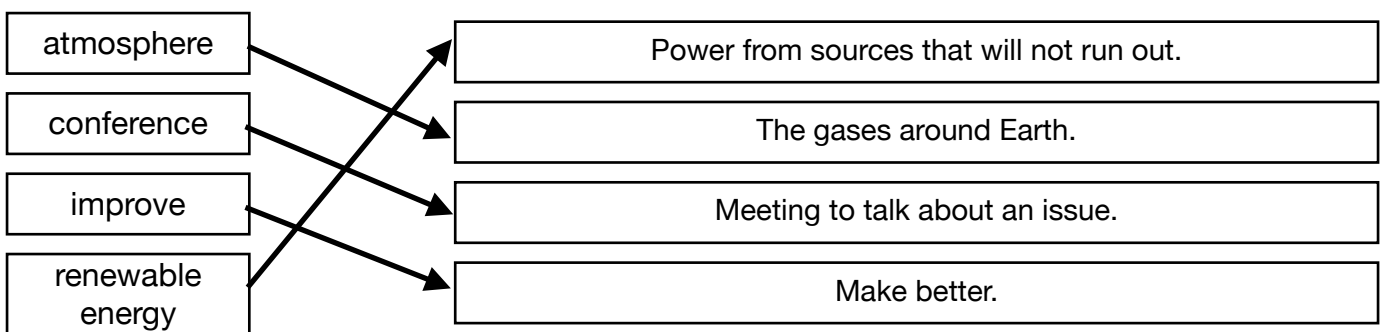 atmosphere
Power from sources that will not run out.
conference
The gases around Earth.
improve
Meeting to talk about an issue.
renewable
energy
Make better.